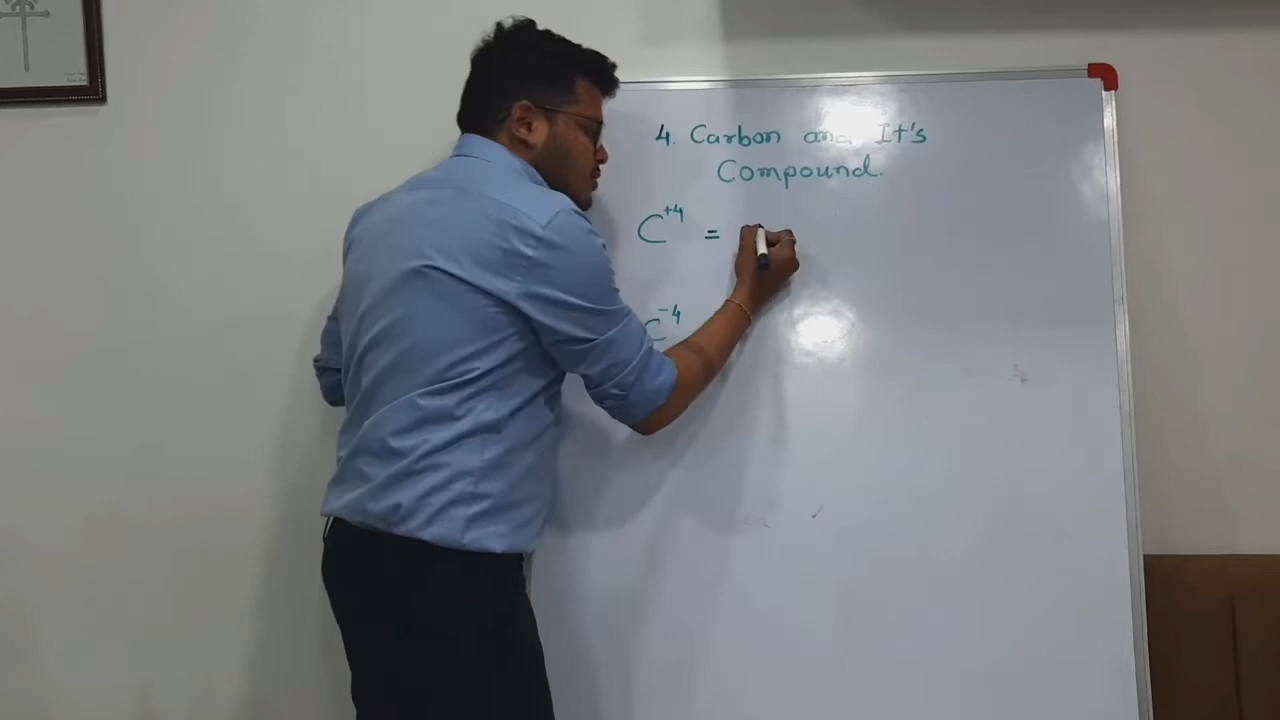 4. Carbon and It's
Compound.
C⁺⁴ =
C⁻⁴